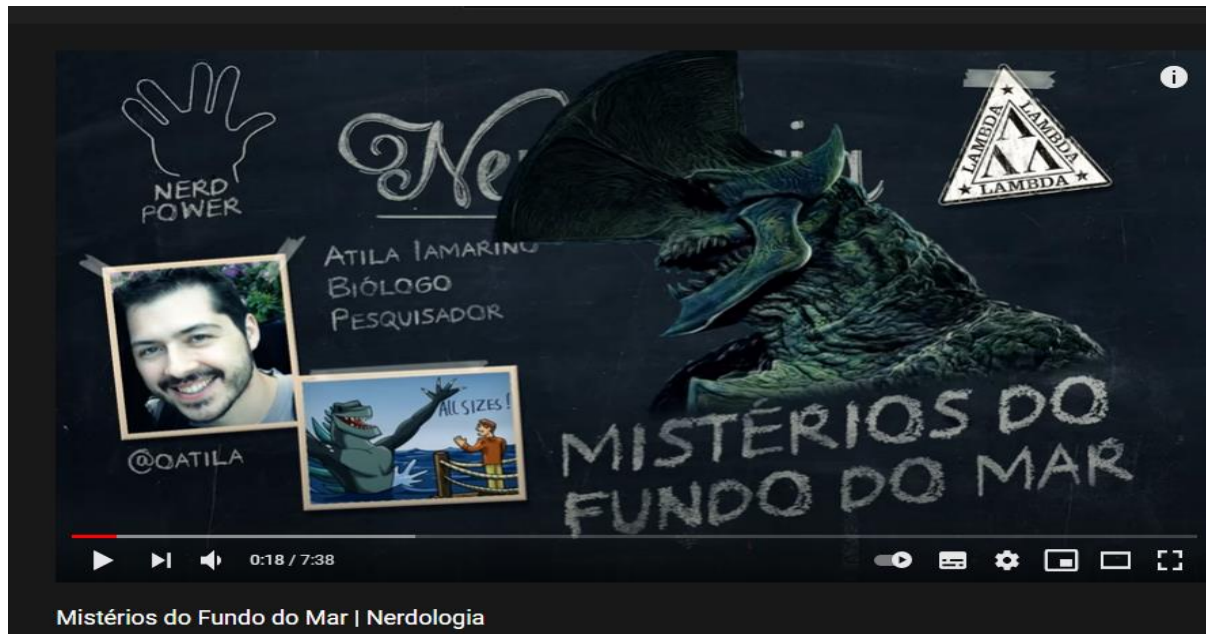 NERD
POWER
LAMBDA
LAMBDA
LAMBDA
ATILA IAMARINO
BIÓLOGO
PESQUISADOR
ALL SIZES!
@OATILA
MISTÉRIOS DO
FUNDO DO MAR
0:18 / 7:38
Mistérios do Fundo do Mar | Nerdologia